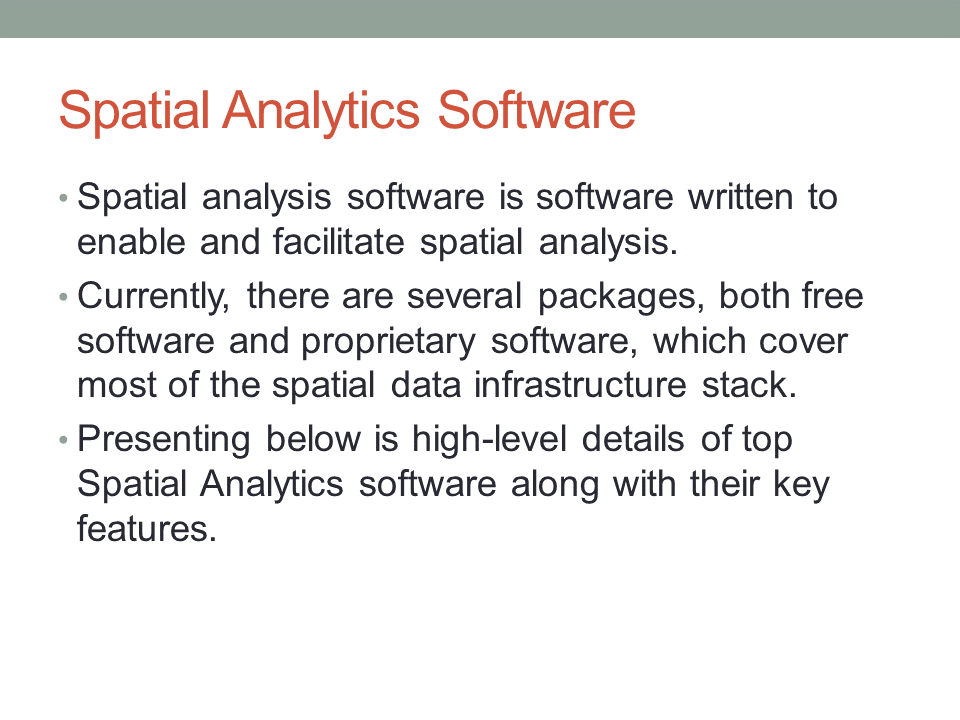 Spatial Analytics Software
• Spatial analysis software is software written to
enable and facilitate spatial analysis.
• Currently, there are several packages, both free
software and proprietary software, which cover
most of the spatial data infrastructure stack.
• Presenting below is high-level details of top
Spatial Analytics software along with their key
features.